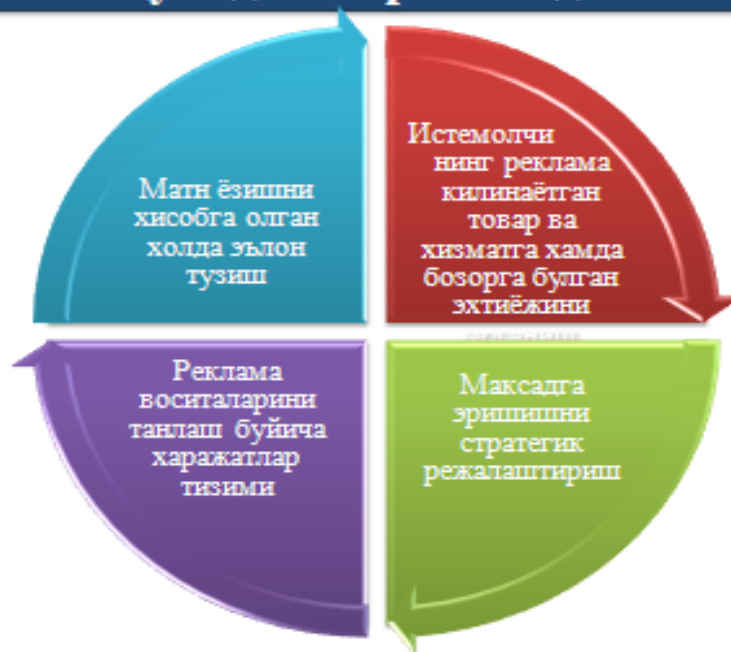 Матн ёзишни
хисобга олган
холда эълон
тузиш
Истемолчи
нинг реклама
килинаётган
товар ва
хизматга хамда
бозорга булган
эхтиёжини
Реклама
воситаларини
танлаш буйича
харажатлар
тизими
Максадга
эришишни
стратегик
режалаштириш